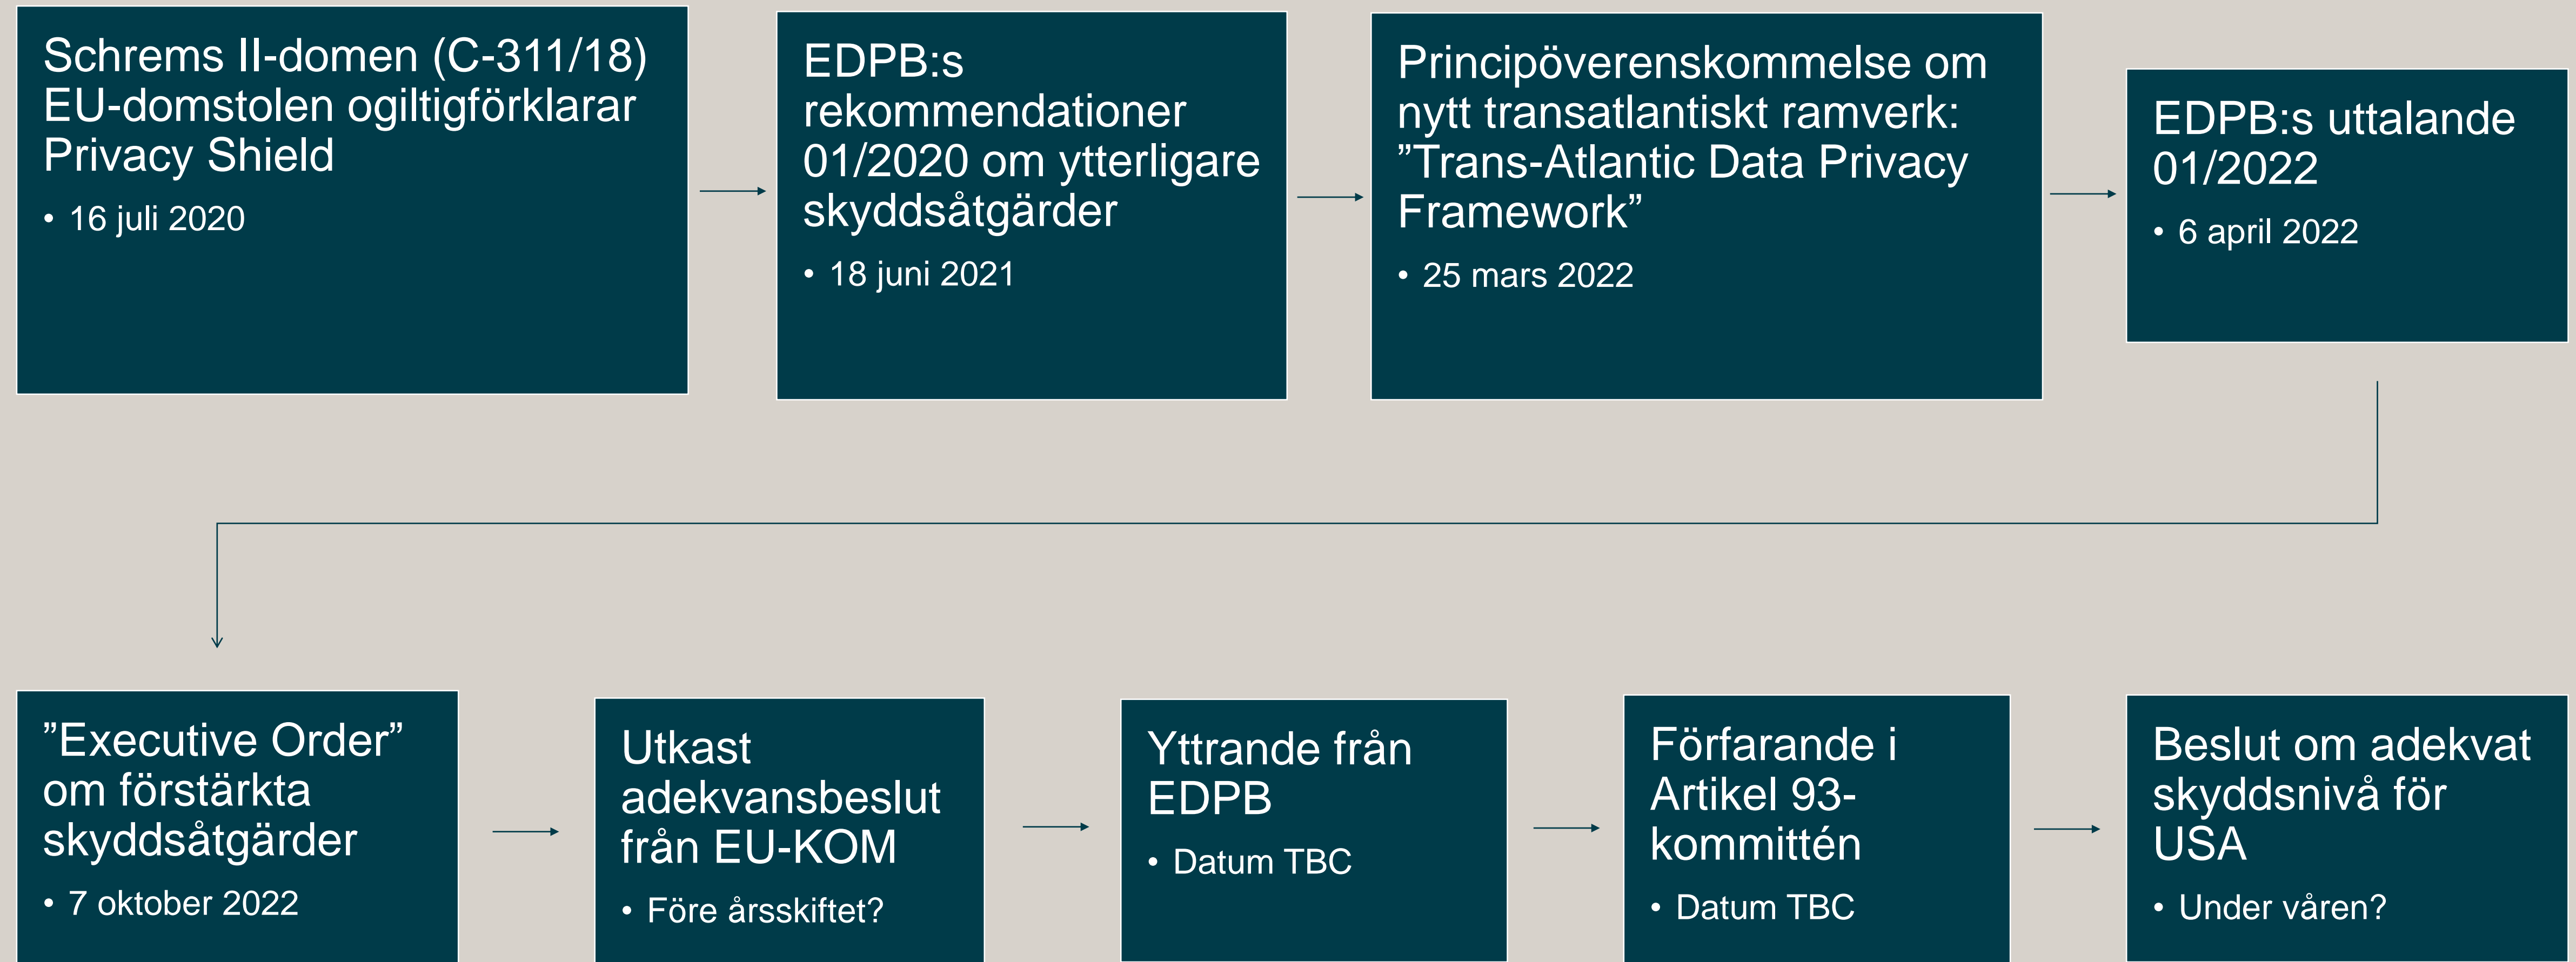 Schrems II-domen (C-311/18)
EU-domstolen ogiltigförklarar
Privacy Shield
• 16 juli 2020
EDPB:s
rekommendationer
01/2020 om ytterligare
skyddsåtgärder
• 18 juni 2021
Principöverenskommelse om
nytt transatlantiskt ramverk:
”Trans-Atlantic Data Privacy
Framework”
• 25 mars 2022
EDPB:s uttalande
01/2022
• 6 april 2022
”Executive Order”
om förstärkta
skyddsåtgärder
• 7 oktober 2022
Utkast
adekvansbeslut
från EU-KOM
• Före årsskiftet?
Yttrande från
EDPB
• Datum TBC
Förfarande i
Artikel 93-
kommittén
• Datum TBC
Beslut om adekvat
skyddsnivå för
USA
• Under våren?